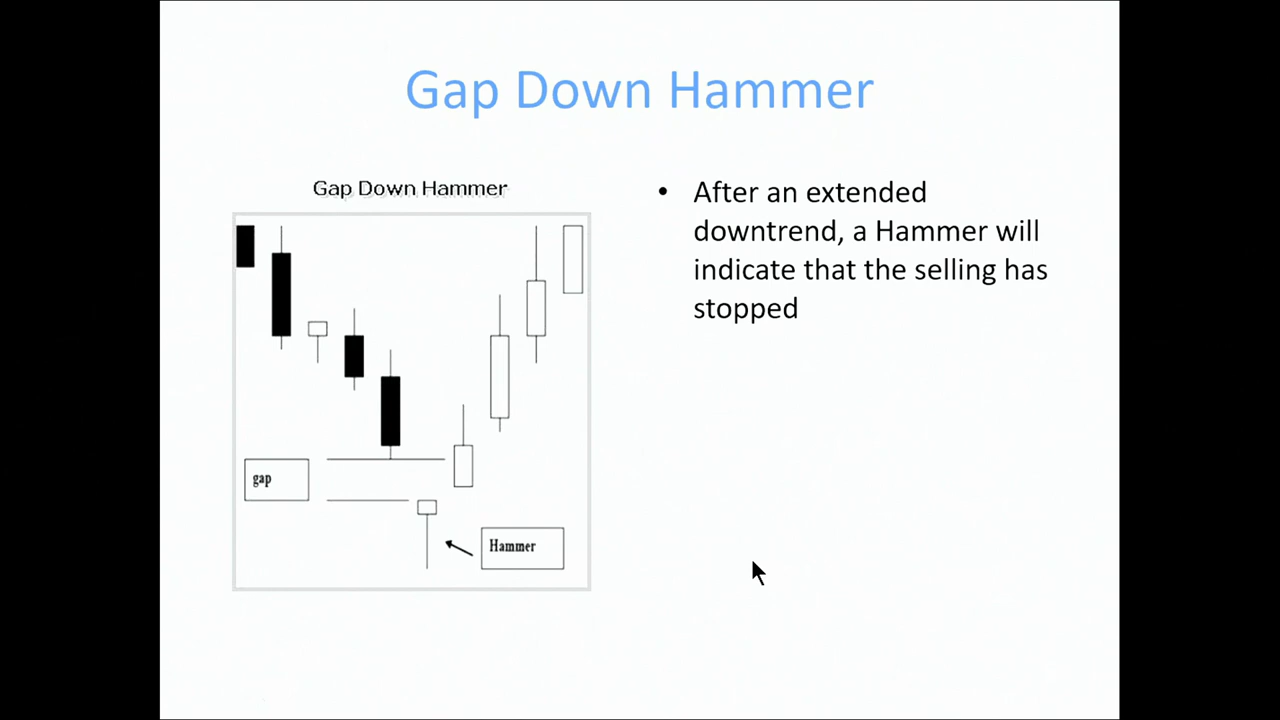 Gap Down Hammer
Gap Down Hammer
• After an extended
downtrend, a Hammer will
indicate that the selling has
stopped
gap
Hammer